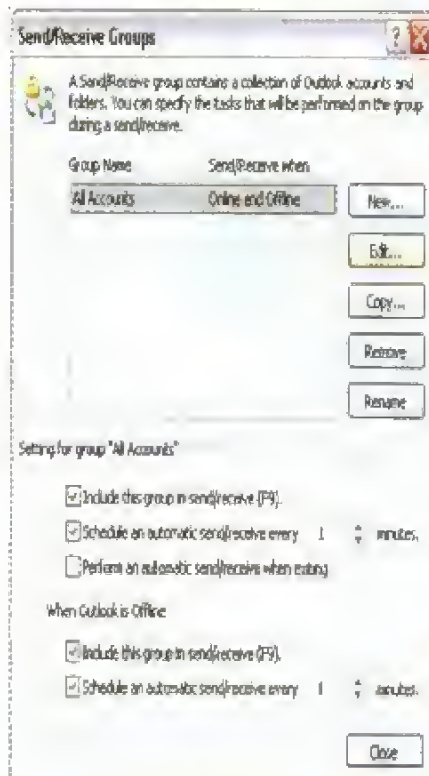 Send/Receive Groups
?
A Send/Receive group contains a collection of Outlook accounts and
folders. You can specify the tasks that will be performed on the group
during a send/receive.
Group Name Send/Receive when
All Accounts Online and Offline
New...
Edit...
Copy...
Remove
Rename
Setting for group "All Accounts"
Include this group in send/receive (F9).
Schedule an automatic send/receive every 1 minutes.
Perform an automatic send/receive when exiting
When Outlook is Offline
Include this group in send/receive (F9).
Schedule an automatic send/receive every 1 minutes.
Close